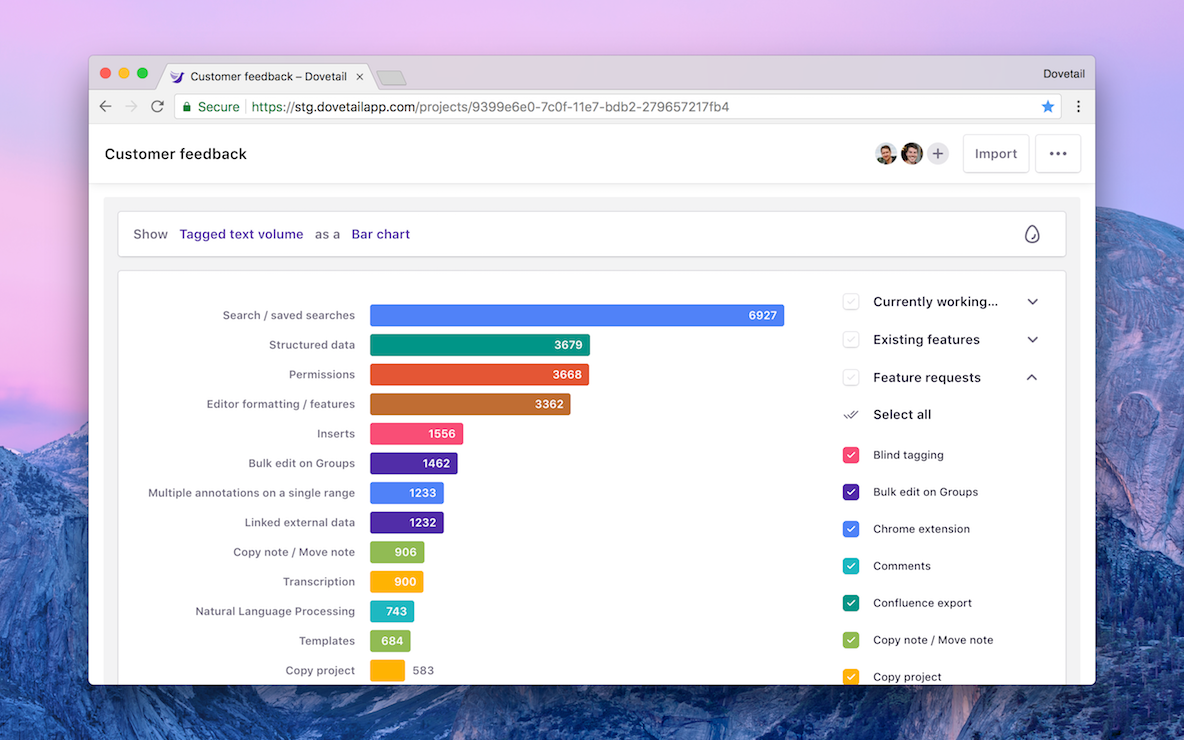 Customer feedback – Dovetail
Dovetail
Secure https://stg.dovetailapp.com/projects/9399e6e0-7c0f-11e7-bdb2-279657217fb4
Customer feedback
Import
Show Tagged text volume as a Bar chart
Search / saved searches 6927
Structured data 3679
Permissions 3668
Editor formatting / features 3362
Inserts 1556
Bulk edit on Groups 1462
Multiple annotations on a single range 1233
Linked external data 1232
Copy note / Move note 906
Transcription 900
Natural Language Processing 743
Templates 684
Copy project 583
Currently working...
Existing features
Feature requests
Select all
Blind tagging
Bulk edit on Groups
Chrome extension
Comments
Confluence export
Copy note / Move note
Copy project